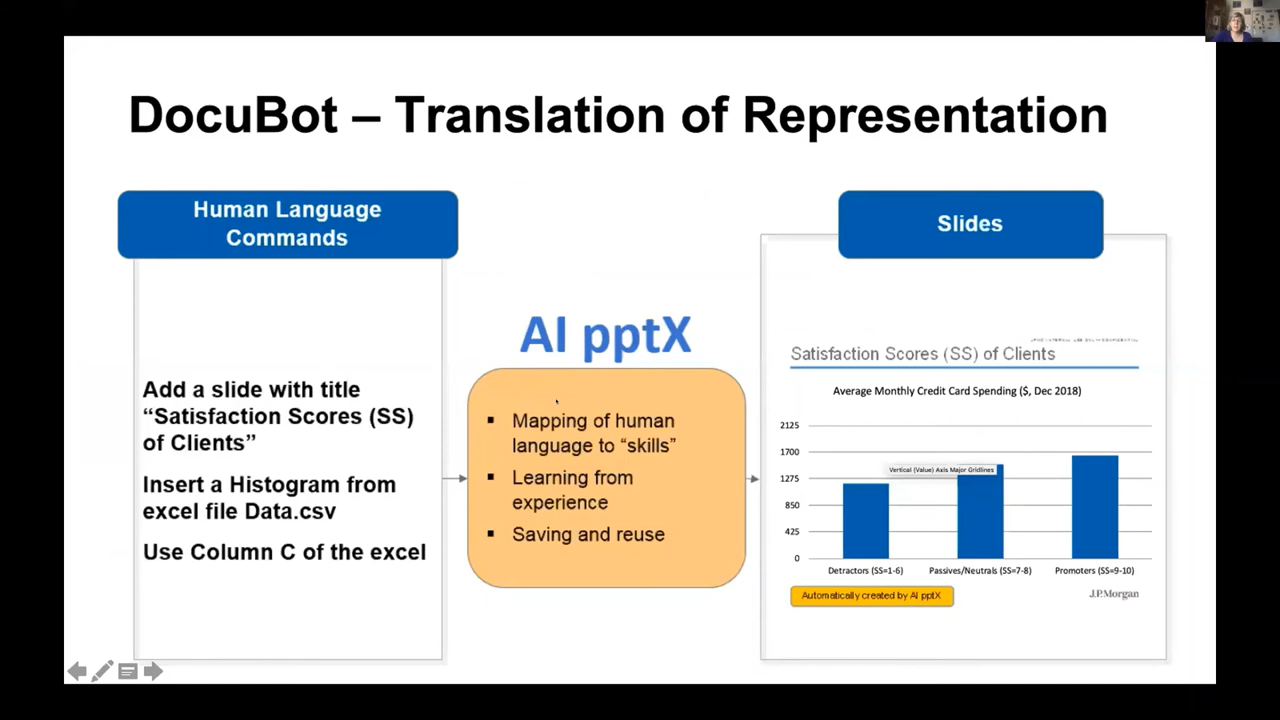 DocuBot – Translation of Representation
Human Language
Commands
Add a slide with title
“Satisfaction Scores (SS)
of Clients”
Insert a Histogram from
excel file Data.csv
Use Column C of the excel
AI pptX
▪ Mapping of human
language to “skills”
▪ Learning from
experience
▪ Saving and reuse
Slides
Satisfaction Scores (SS) of Clients
Average Monthly Credit Card Spending ($, Dec 2018)
2125
1700
1275
850
425
0
Vertical (Value) Axis Major Gridlines
Detractors (SS=1-6)
Passives/Neutrals (SS=7-8)
Promoters (SS=9-10)
Automatically created by AI pptX
J.P.Morgan